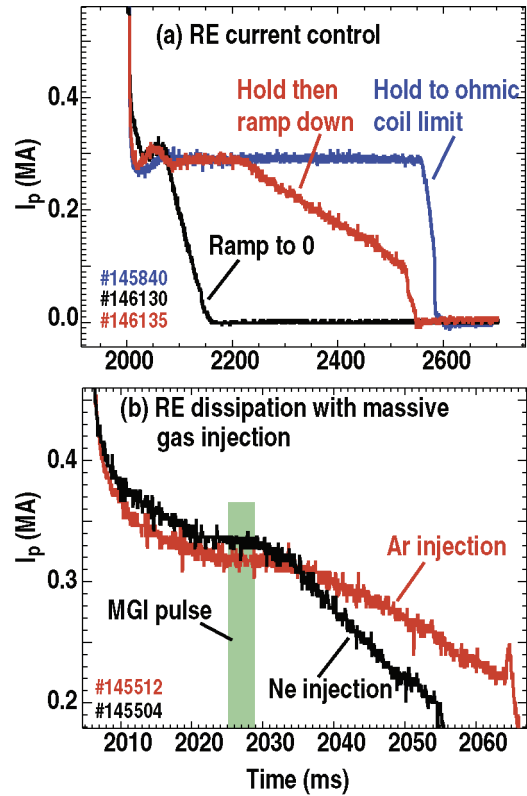 (a) RE current control
Hold then
ramp down
Hold to ohmic
coil limit
Ramp to 0
#145840
#146130
#146135
Ip (MA)
0.4
0.2
0.0
2000 2200 2400 2600
(b) RE dissipation with massive
gas injection
Ar injection
MGI pulse
Ne injection
#145512
#145504
Ip (MA)
0.4
0.3
0.2
2010 2020 2030 2040 2050 2060
Time (ms)